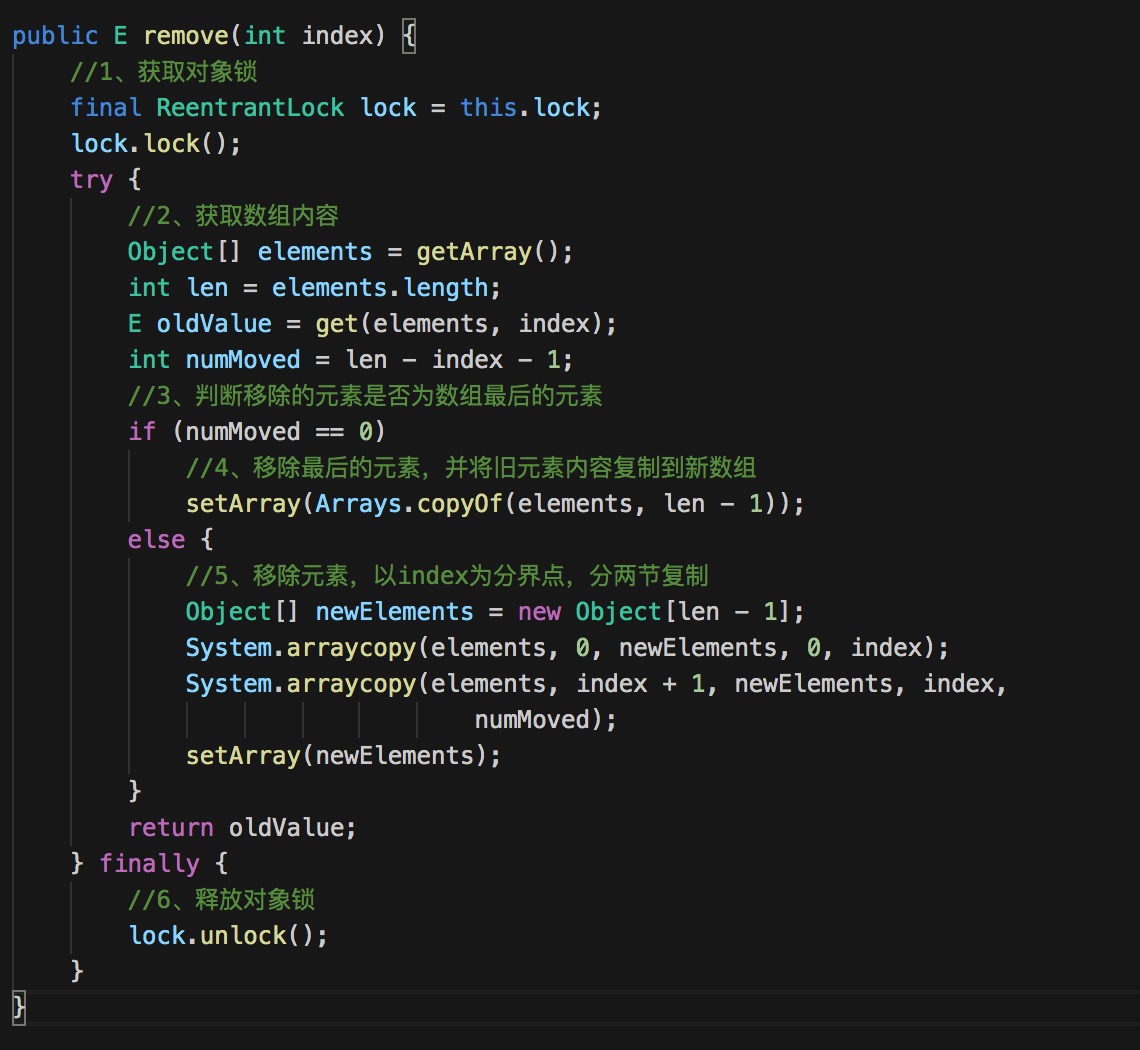 public E remove(int index) {
    //1、获取对象锁
    final ReentrantLock lock = this.lock;
    lock.lock();
    try {
        //2、获取数组内容
        Object[] elements = getArray();
        int len = elements.length;
        E oldValue = get(elements, index);
        int numMoved = len - index - 1;
        //3、判断移除的元素是否为数组最后的元素
        if (numMoved == 0)
            //4、移除最后的元素，并将旧元素内容复制到新数组
            setArray(Arrays.copyOf(elements, len - 1));
        else {
            //5、移除元素，以index为分界点，分两节复制
            Object[] newElements = new Object[len - 1];
            System.arraycopy(elements, 0, newElements, 0, index);
            System.arraycopy(elements, index + 1, newElements, index,
                                numMoved);
            setArray(newElements);
        }
        return oldValue;
    } finally {
        //6、释放对象锁
        lock.unlock();
    }
}